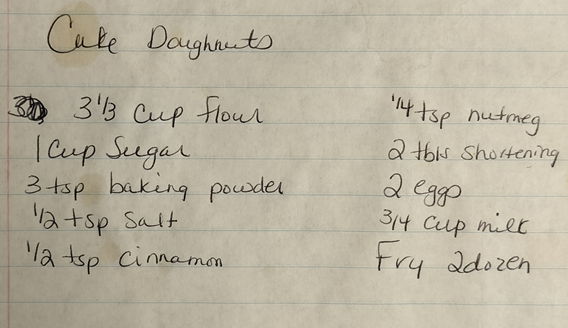 Cake Doughnuts
3 1/3 Cup flour
1 Cup Sugar
3 tsp baking powder
1/2 tsp Salt
1/2 tsp Cinnamon
1/4 tsp nutmeg
2 tbls shortening
2 eggs
3/4 Cup milk
Fry 2dozen